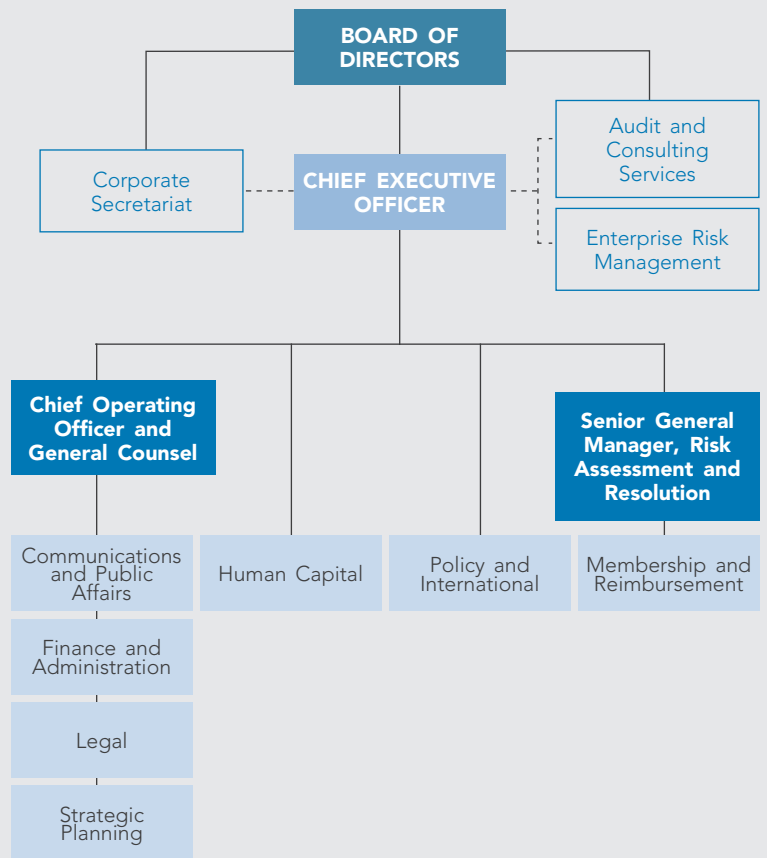 BOARD OF
DIRECTORS
Corporate
Secretariat
CHIEF EXECUTIVE
OFFICER
Audit and
Consulting
Services
Enterprise Risk
Management
Chief Operating
Officer and
General Counsel
Senior General
Manager, Risk
Assessment and
Resolution
Communications
and Public
Affairs
Human Capital
Policy and
International
Membership and
Reimbursement
Finance and
Administration
Legal
Strategic
Planning